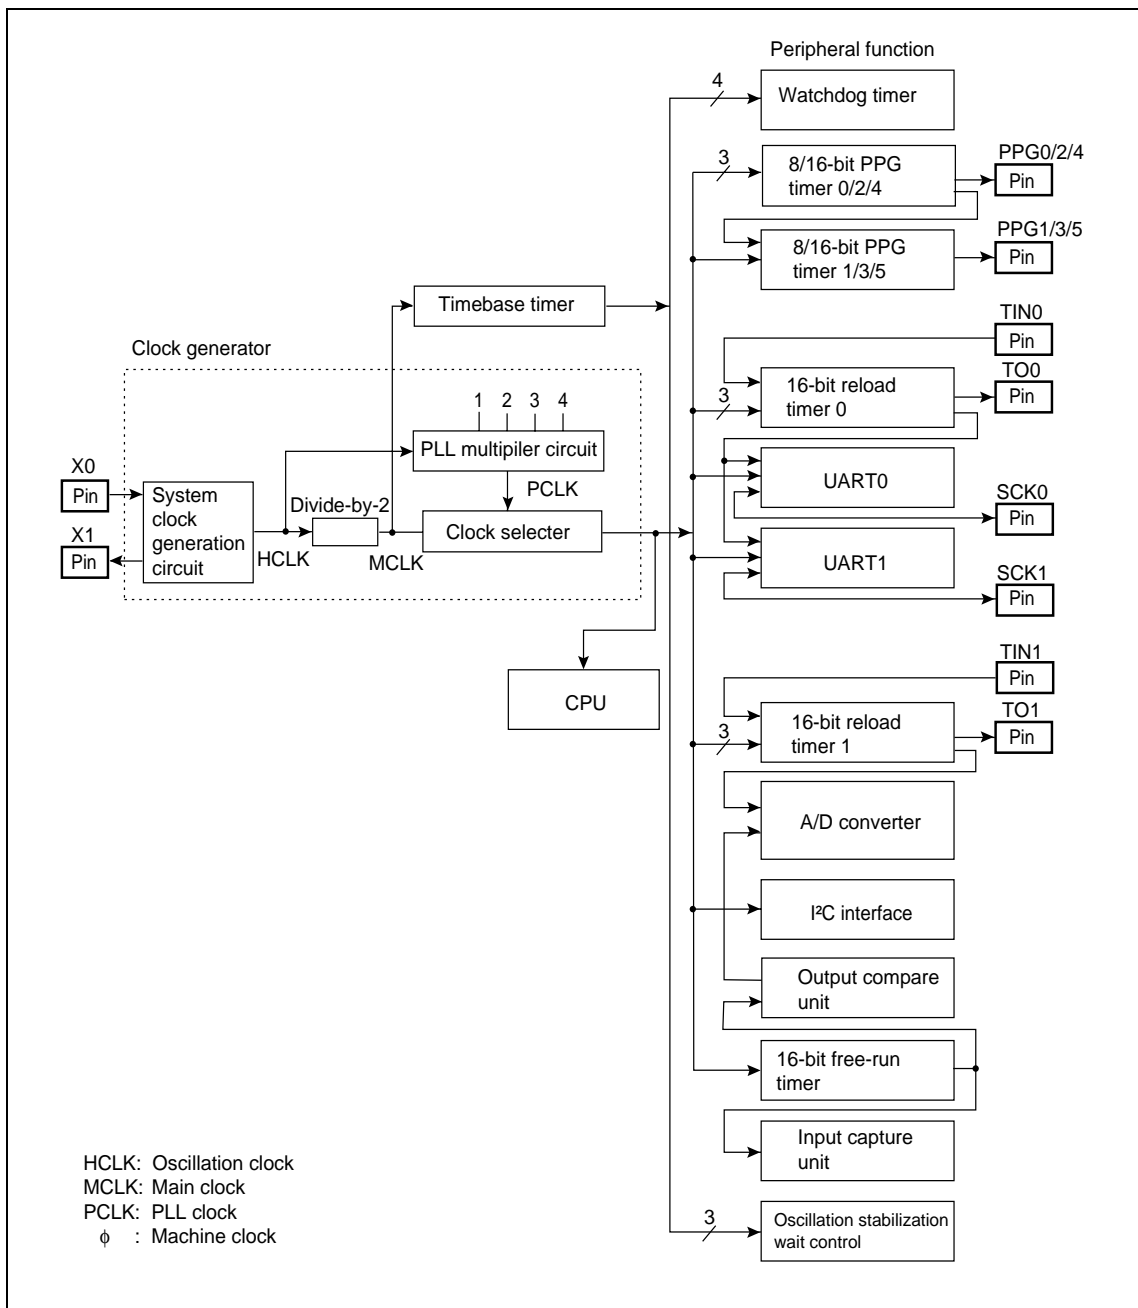 Peripheral function
4
Watchdog timer
3
8/16-bit PPG
timer 0/2/4
PPG0/2/4
Pin
8/16-bit PPG
timer 1/3/5
PPG1/3/5
Pin
Timebase timer
TIN0
Pin
Clock generator
3
16-bit reload
timer 0
TO0
Pin
1 2 3 4
PLL multipiler circuit
PCLK
X0
Pin
X1
Pin
System
clock
generation
circuit
HCLK
Divide-by-2
MCLK
Clock selecter
UART0
SCK0
Pin
UART1
SCK1
Pin
CPU
TIN1
Pin
3
16-bit reload
timer 1
TO1
Pin
A/D converter
I²C interface
Output compare
unit
16-bit free-run
timer
Input capture
unit
3
Oscillation stabilization
wait control
HCLK: Oscillation clock
MCLK: Main clock
PCLK: PLL clock
ϕ : Machine clock